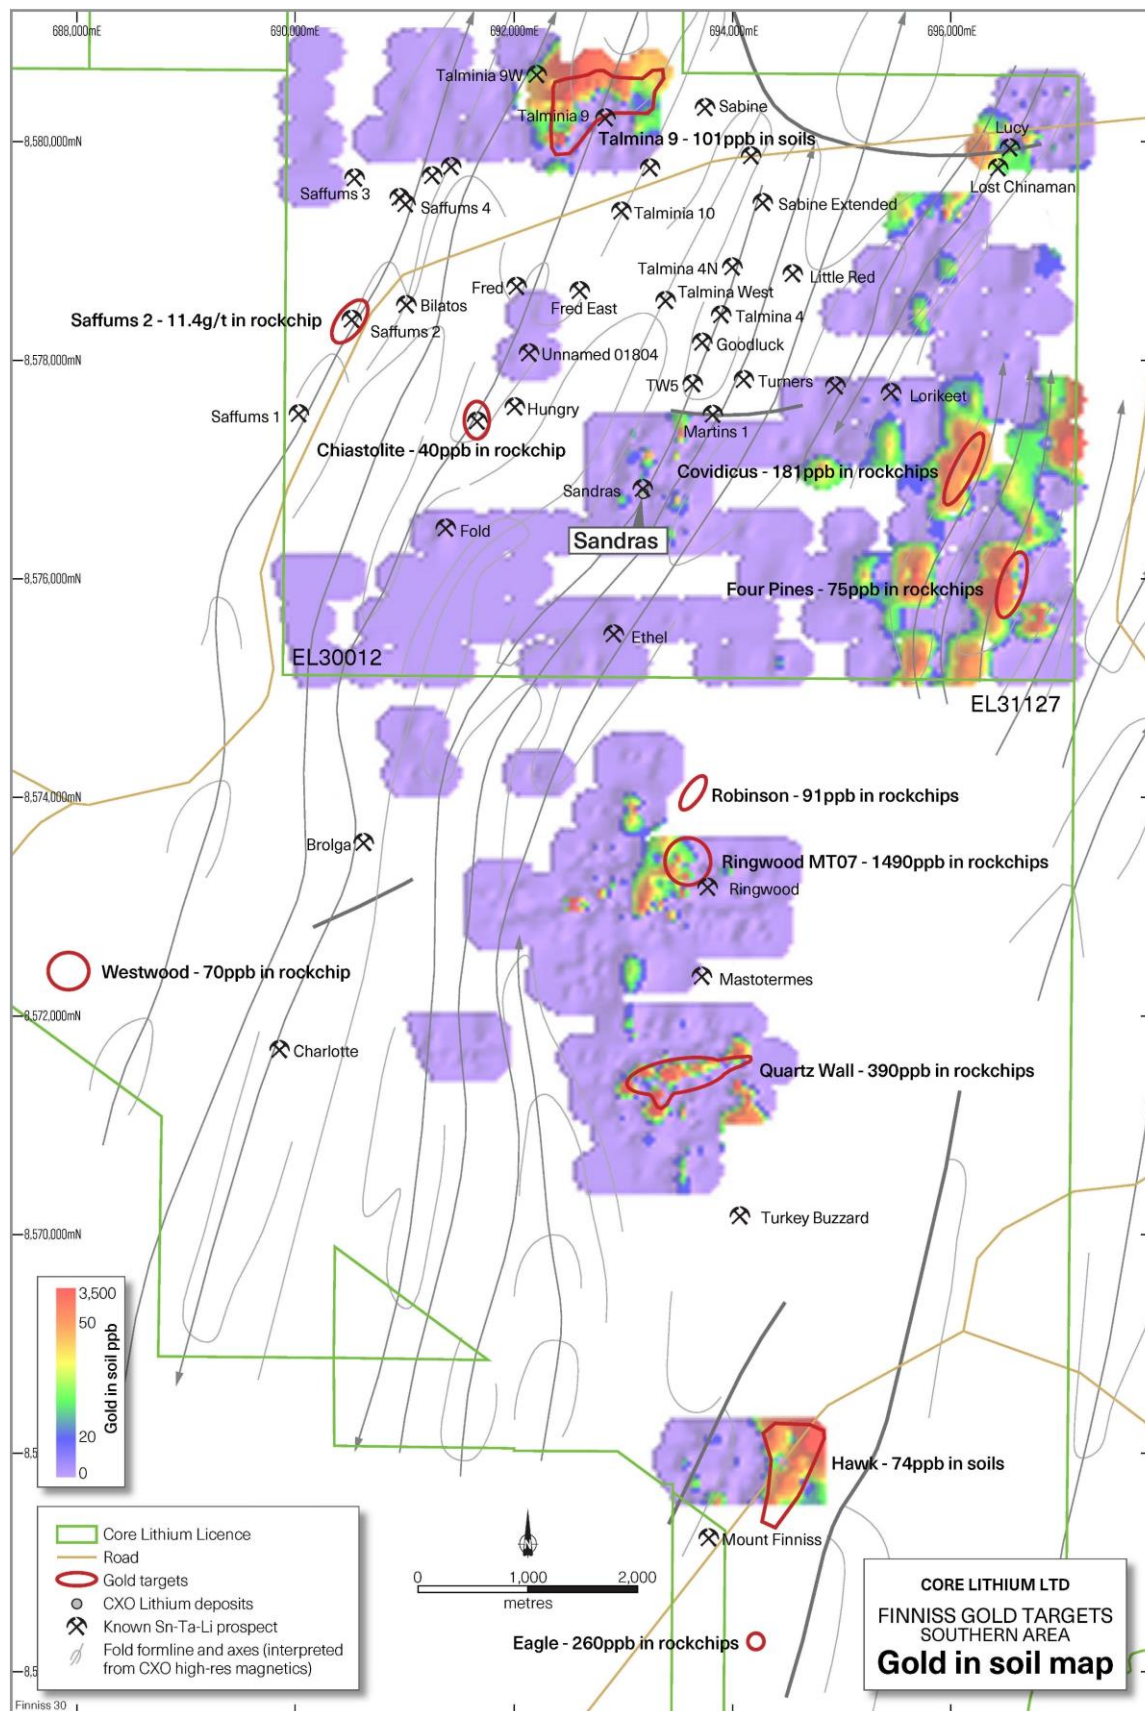 688,000mE
690,000mE
692,000mE
694,000mE
696,000mE
Talminia 9W
Talminia 9
Sabine
Lucy
8,580,000mN
Talmina 9 - 101ppb in soils
Saffums 3
Lost Chinaman
Saffums 4
Talminia 10
Sabine Extended
Talmina 4N
Little Red
Fred
Talmina West
Bilatos
Fred East
Saffums 2 - 11.4g/t in rockchip
Saffums 2
Talmina 4
8,578,000mN
Unnamed 01804
Goodluck
TW5
Turners
Lorikeet
Saffums 1
Hungry
Martins 1
Chiastolite - 40ppb in rockchip
Covidicus - 181ppb in rockchips
Sandras
Fold
Sandras
8,576,000mN
Four Pines - 75ppb in rockchips
Ethel
EL30012
EL31127
8,574,000mN
Robinson - 91ppb in rockchips
Brolga
Ringwood MT07 - 1490ppb in rockchips
Ringwood
Westwood - 70ppb in rockchip
Mastotermes
8,572,000mN
Charlotte
Quartz Wall - 390ppb in rockchips
8,570,000mN
Turkey Buzzard
3,500
50
20
0
Gold in soil ppb
8,5
Hawk - 74ppb in soils
Mount Finniss
N
0
1,000
2,000
metres
Eagle - 260ppb in rockchips
8,5
Core Lithium Licence
Road
Gold targets
CXO Lithium deposits
Known Sn-Ta-Li prospect
Fold formline and axes (interpreted
from CXO high-res magnetics)
CORE LITHIUM LTD
FINNISS GOLD TARGETS
SOUTHERN AREA
Gold in soil map
Finniss 30